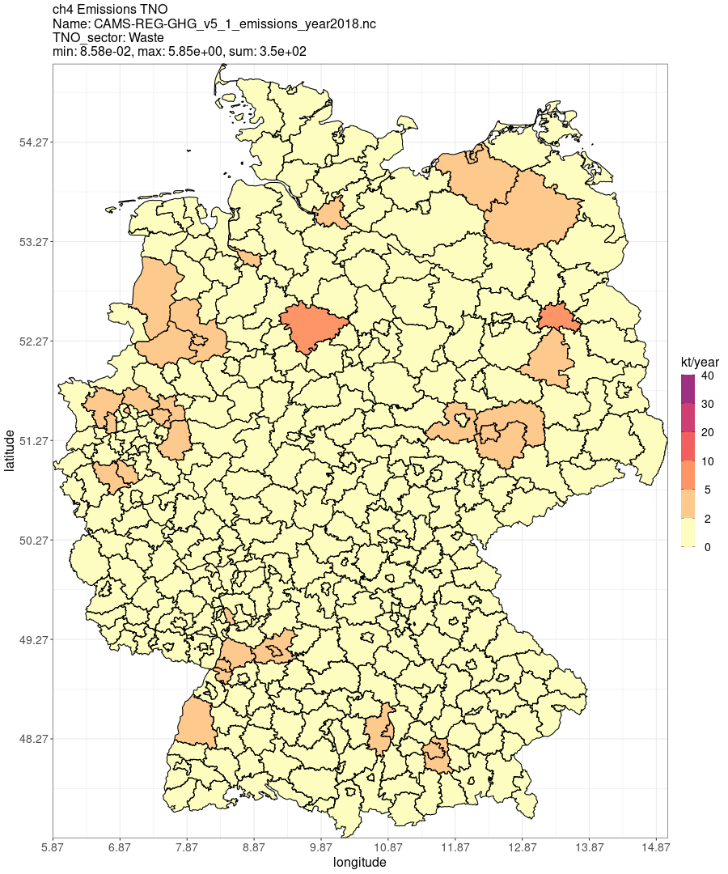 ch4 Emissions TNO
Name: CAMS-REG-GHG_v5_1_emissions_year2018.nc
TNO_sector: Waste
min: 8.58e-02, max: 5.85e+00, sum: 3.5e+02
54.27
53.27
52.27
51.27
50.27
49.27
48.27
latitude
5.87 6.87 7.87 8.87 9.87 10.87 11.87 12.87 13.87 14.87
longitude
kt/year
40
30
20
10
5
2
0